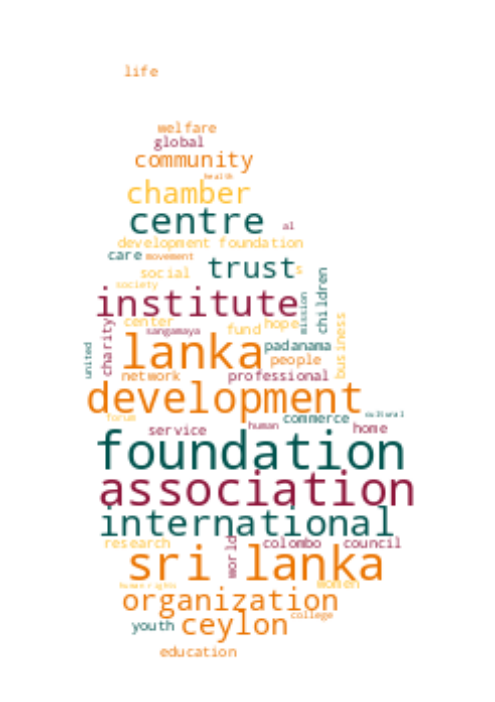 life
welfare
global
community
health
chamber
centre
al
development foundation
care movement
trust s
social
society
institute
mission
children
center
sangamaya
fund hope
business
charity
united
lanka
padanama
people
network
professional
development
cultural
forum
commerce
service
human
home
foundation
association
international
research
world
colombo council
sri lanka
human rights
women
organization
college
youth ceylon
education